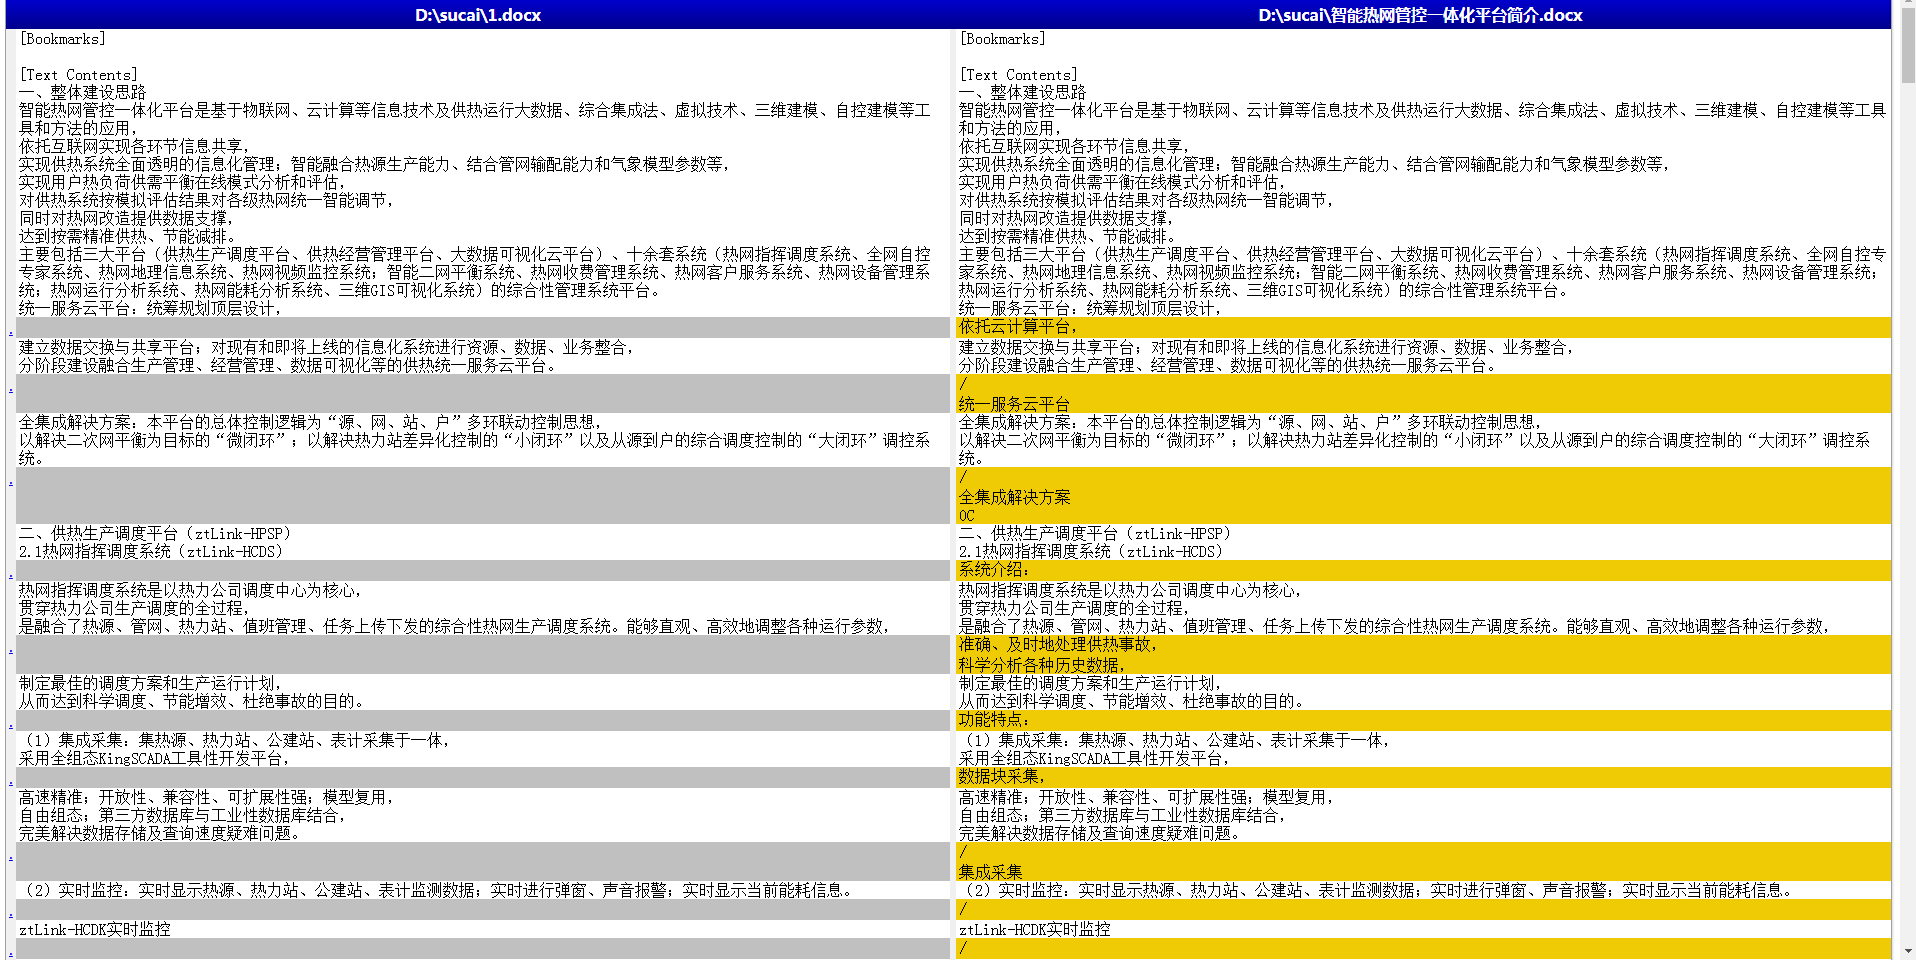 D:\sucai\1.docx
[Bookmarks]
[Text Contents]
一、整体建设思路
智能热网管控一体化平台是基于物联网、云计算等信息技术及供热运行大数据、综合集成法、虚拟技术、三维建模、自控建模等工
具和方法的应用，
依托互联网实现各环节信息共享，
实现供热系统全面透明的信息化管理；智能融合热源生产能力、结合管网输配能力和气象模型参数等，
实现用户热负荷供需平衡在线模式分析和评估，
对供热系统按模拟评估结果对各级热网统一智能调节，
同时对热网改造提供数据支撑，
达到按需精准供热、节能减排。
主要包括三大平台（供热生产调度平台、供热经营管理平台、大数据可视化云平台）、十余套系统（热网指挥调度系统、全网自控
专家系统、热网地理信息系统、热网视频监控系统；智能二网平衡系统、热网收费管理系统、热网客户服务系统、热网设备管理系
统；热网运行分析系统、热网能耗分析系统、三维GIS可视化系统）的综合性管理系统平台。
统一服务云平台：统筹规划顶层设计，
建立数据交换与共享平台；对现有和即将上线的信息化系统进行资源、数据、业务整合，
分阶段建设融合生产管理、经营管理、数据可视化等的供热统一服务云平台。
全集成解决方案：本平台的总体控制逻辑为“源、网、站、户”多环联动控制思想，
以解决二次网平衡为目标的“微闭环”；以解决热力站差异化控制的“小闭环”以及从源到户的综合调度控制的“大闭环”调控系
统。
二、供热生产调度平台（ztLink-HPSP）
2.1热网指挥调度系统（ztLink-HCDS）
热网指挥调度系统是以热力公司调度中心为核心，
贯穿热力公司生产调度的全过程，
是融合了热源、管网、热力站、值班管理、任务上传下发的综合性热网生产调度系统。能够直观、高效地调整各种运行参数，
制定最佳的调度方案和生产运行计划，
从而达到科学调度、节能增效、杜绝事故的目的。
（1）集成采集：集热源、热力站、公建站、表计采集于一体，
采用全组态KingSCADA工具性开发平台，
高速精准；开放性、兼容性、可扩展性强；模型复用，
自由组态；第三方数据库与工业性数据库结合，
完美解决数据存储及查询速度疑难问题。
（2）实时监控：实时显示热源、热力站、公建站、表计监测数据；实时进行弹窗、声音报警；实时显示当前能耗信息。
ztLink-HCDK实时监控
D:\sucai\智能热网管控一体化平台简介.docx
[Bookmarks]
[Text Contents]
一、整体建设思路
智能热网管控一体化平台是基于物联网、云计算等信息技术及供热运行大数据、综合集成法、虚拟技术、三维建模、自控建模等工具
和方法的应用，
依托互联网实现各环节信息共享，
实现供热系统全面透明的信息化管理；智能融合热源生产能力、结合管网输配能力和气象模型参数等，
实现用户热负荷供需平衡在线模式分析和评估，
对供热系统按模拟评估结果对各级热网统一智能调节，
同时对热网改造提供数据支撑，
达到按需精准供热、节能减排。
主要包括三大平台（供热生产调度平台、供热经营管理平台、大数据可视化云平台）、十余套系统（热网指挥调度系统、全网自控专
家系统、热网地理信息系统、热网视频监控系统；智能二网平衡系统、热网收费管理系统、热网客户服务系统、热网设备管理系统；
热网运行分析系统、热网能耗分析系统、三维GIS可视化系统）的综合性管理系统平台。
统一服务云平台：统筹规划顶层设计，
依托云计算平台，
建立数据交换与共享平台；对现有和即将上线的信息化系统进行资源、数据、业务整合，
分阶段建设融合生产管理、经营管理、数据可视化等的供热统一服务云平台。
/
统一服务云平台
全集成解决方案：本平台的总体控制逻辑为“源、网、站、户”多环联动控制思想，
以解决二次网平衡为目标的“微闭环”；以解决热力站差异化控制的“小闭环”以及从源到户的综合调度控制的“大闭环”调控系
统。
/
全集成解决方案
0C
二、供热生产调度平台（ztLink-HPSP）
2.1热网指挥调度系统（ztLink-HCDS）
系统介绍：
热网指挥调度系统是以热力公司调度中心为核心，
贯穿热力公司生产调度的全过程，
是融合了热源、管网、热力站、值班管理、任务上传下发的综合性热网生产调度系统。能够直观、高效地调整各种运行参数，
准确、及时地处理供热事故，
科学分析各种历史数据，
制定最佳的调度方案和生产运行计划，
从而达到科学调度、节能增效、杜绝事故的目的。
功能特点：
（1）集成采集：集热源、热力站、公建站、表计采集于一体，
采用全组态KingSCADA工具性开发平台，
数据块采集，
高速精准；开放性、兼容性、可扩展性强；模型复用，
自由组态；第三方数据库与工业性数据库结合，
完美解决数据存储及查询速度疑难问题。
/
集成采集
（2）实时监控：实时显示热源、热力站、公建站、表计监测数据；实时进行弹窗、声音报警；实时显示当前能耗信息。
/
ztLink-HCDK实时监控
/